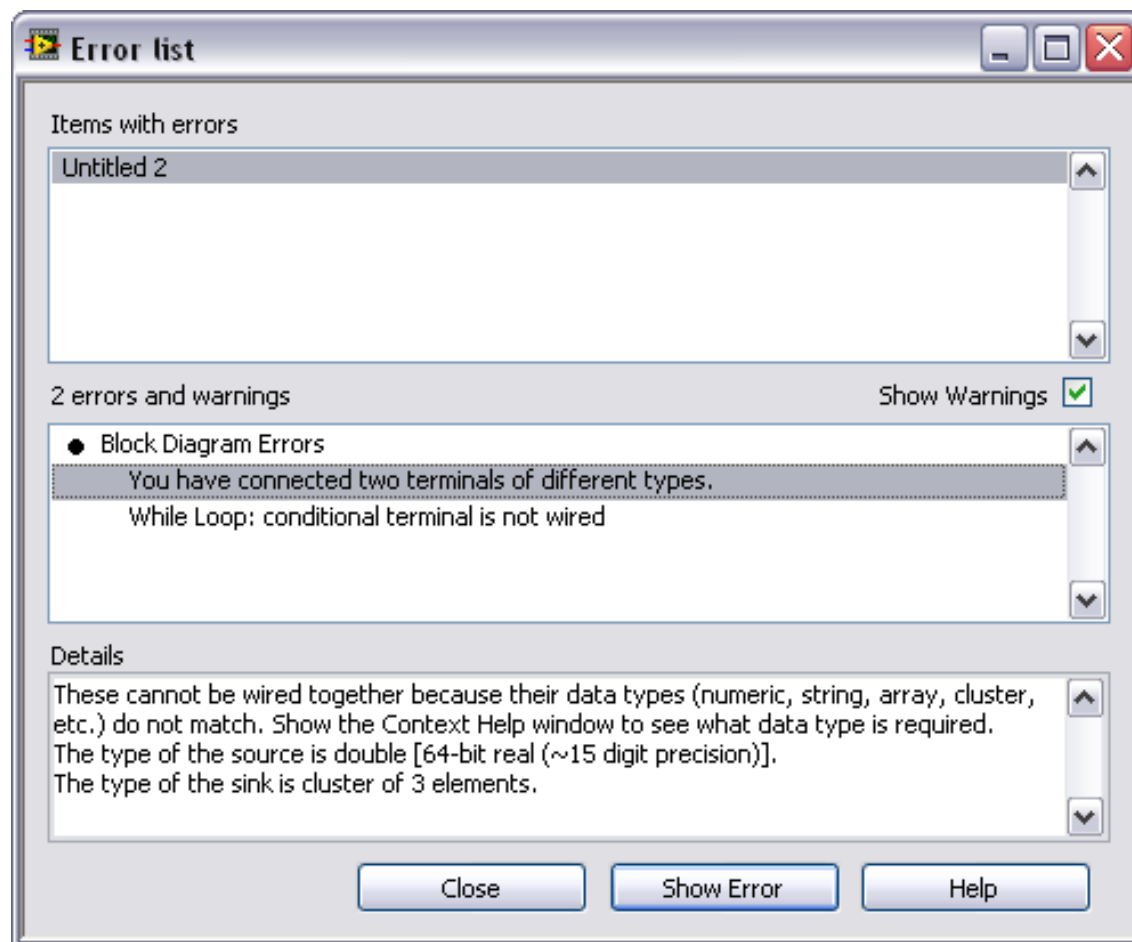 Error list
Items with errors
Untitled 2
2 errors and warnings
Show Warnings
Block Diagram Errors
You have connected two terminals of different types.
While Loop: conditional terminal is not wired
Details
These cannot be wired together because their data types (numeric, string, array, cluster,
etc.) do not match. Show the Context Help window to see what data type is required.
The type of the source is double [64-bit real (~15 digit precision)].
The type of the sink is cluster of 3 elements.
Close
Show Error
Help